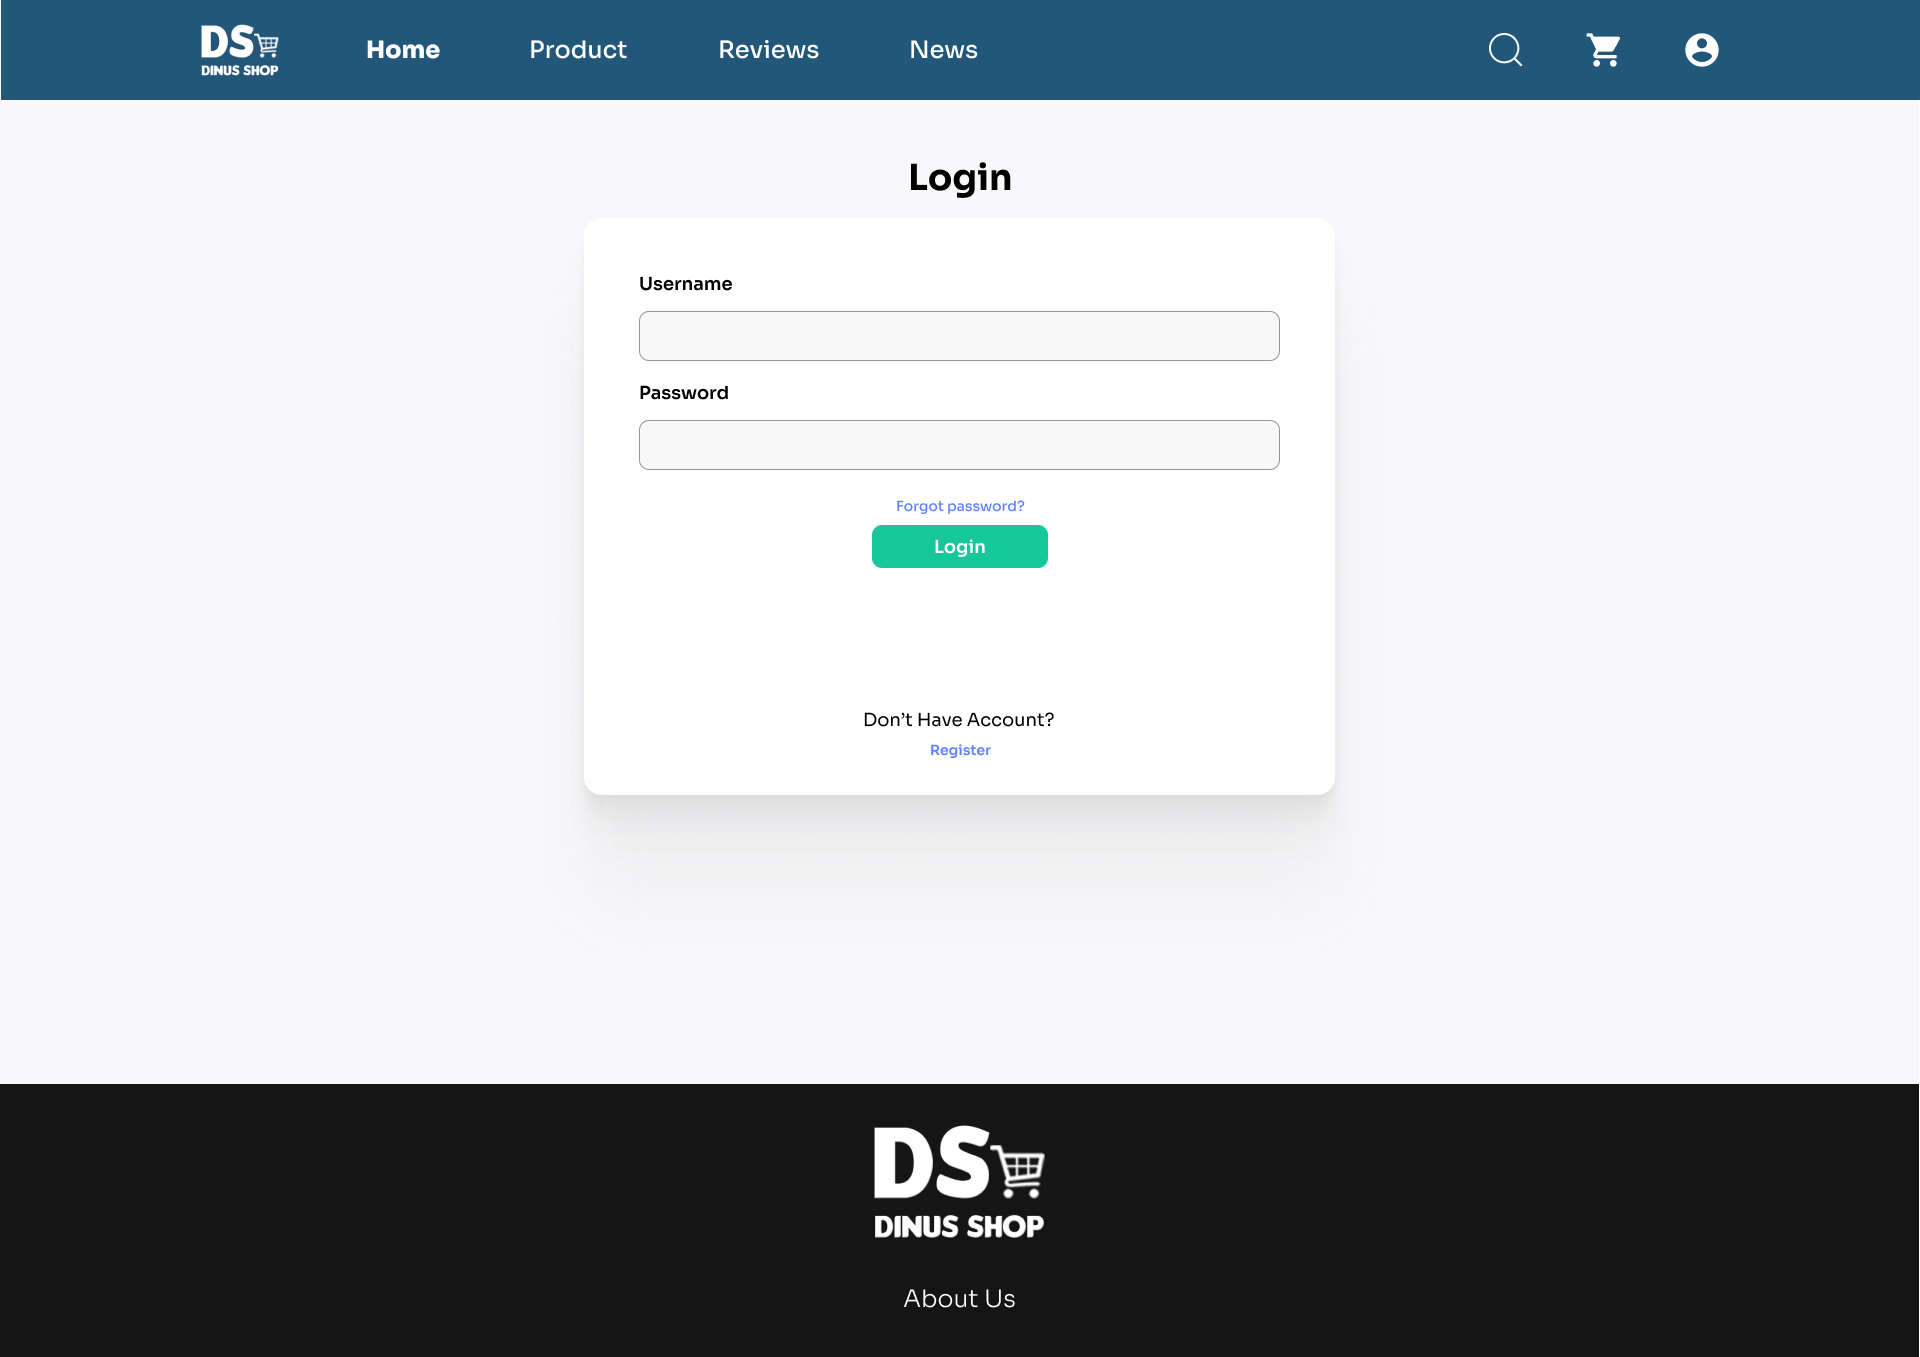 DS
DINUS SHOP
Home
Product
Reviews
News
Login
Username
Password
Forgot password?
Login
Don’t Have Account?
Register
DS
DINUS SHOP
About Us